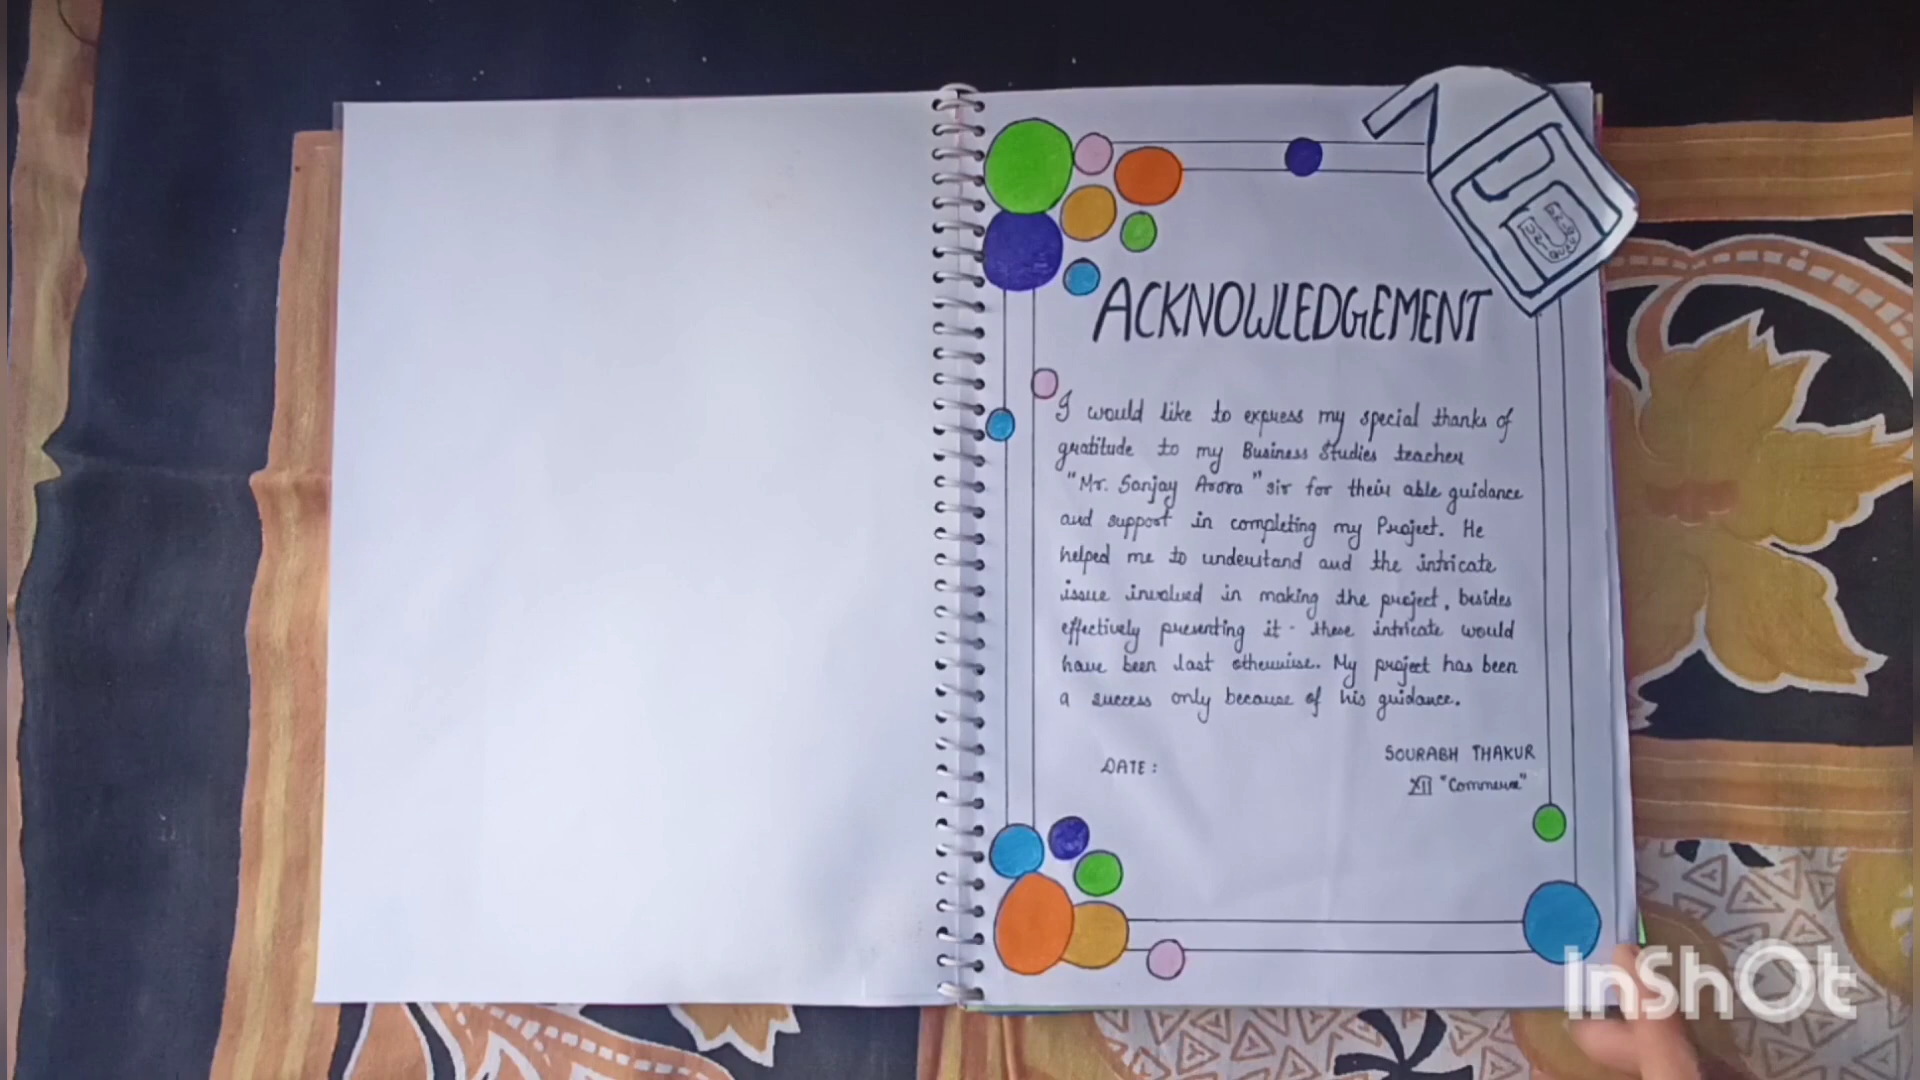 ACKNOWLEDGEMENT
I would like to express my special thanks of
gratitude to my Business Studies teacher
"Mr. Sanjay Arora" sir for their able guidance
and support in completing my Project. He
helped me to understand and the intricate
issue involved in making the project, besides
effectively presenting it - these intricate would
have been last otherwise. My project has been
a success only because of his guidance.
DATE :
SOURABH THAKUR
XII "Commerce"
InShOt